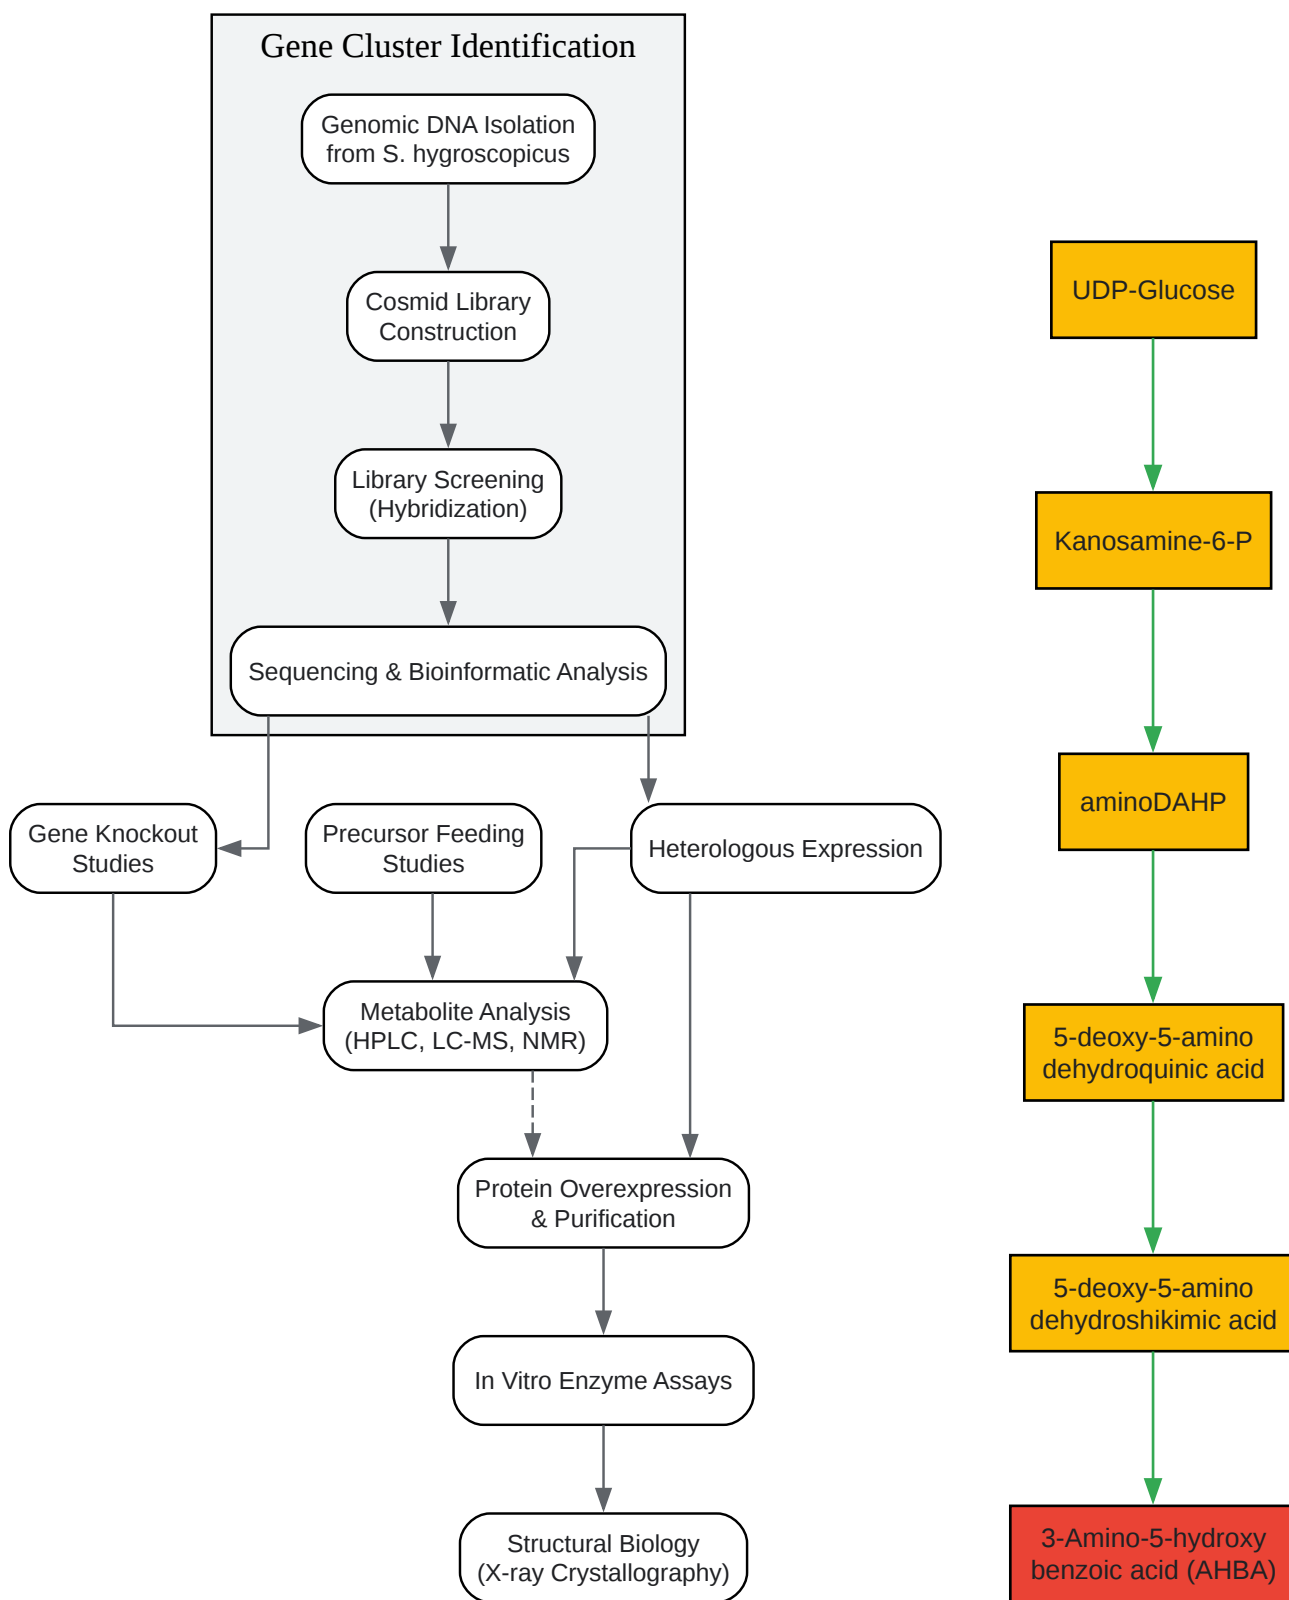 Gene Cluster Identification
Genomic DNA Isolation
from S. hygroscopicus
Cosmid Library
Construction
Library Screening
(Hybridization)
Sequencing & Bioinformatic Analysis
Gene Knockout
Studies
Precursor Feeding
Studies
Heterologous Expression
Metabolite Analysis
(HPLC, LC-MS, NMR)
Protein Overexpression
& Purification
In Vitro Enzyme Assays
Structural Biology
(X-ray Crystallography)
UDP-Glucose
Kanosamine-6-P
aminoDAHP
5-deoxy-5-amino
dehydroquinic acid
5-deoxy-5-amino
dehydroshikimic acid
3-Amino-5-hydroxy
benzoic acid (AHBA)